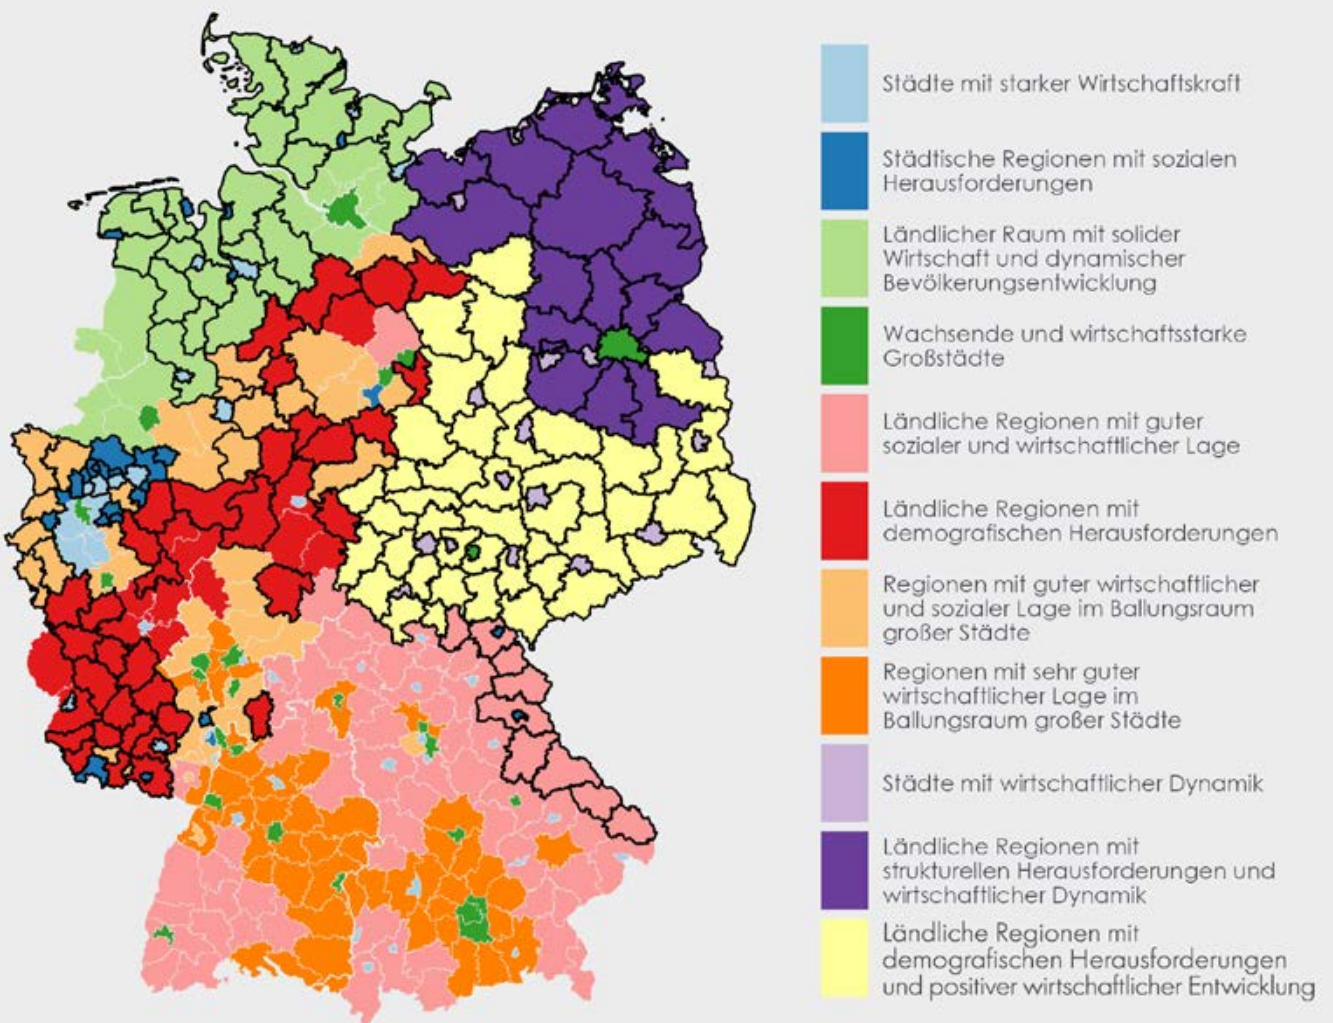 Städte mit starker Wirtschaftskraft
Städtische Regionen mit sozialen
Herausforderungen
Ländlicher Raum mit solider
Wirtschaft und dynamischer
Bevölkerungsentwicklung
Wachsende und wirtschaftsstarke
Großstädte
Ländliche Regionen mit guter
sozialer und wirtschaftlicher Lage
Ländliche Regionen mit
demografischen Herausforderungen
Regionen mit guter wirtschaftlicher
und sozialer Lage im Ballungsraum
großer Städte
Regionen mit sehr guter
wirtschaftlicher Lage im
Ballungsraum großer Städte
Städte mit wirtschaftlicher Dynamik
Ländliche Regionen mit
strukturellen Herausforderungen und
wirtschaftlicher Dynamik
Ländliche Regionen mit
demografischen Herausforderungen
und positiver wirtschaftlicher Entwicklung